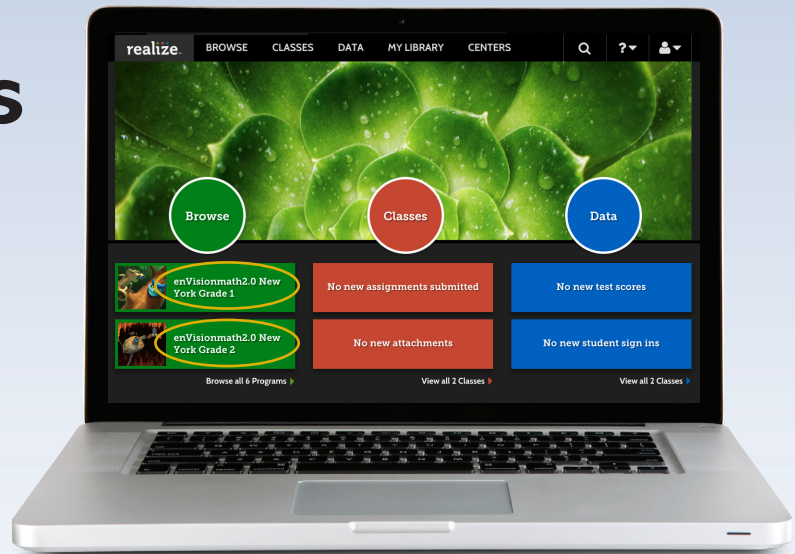 s
realize.
BROWSE CLASSES DATA MY LIBRARY CENTERS ?
Browse
Classes
Data
enVisionmath2.0 New
York Grade 1
No new assignments submitted
No new test scores
enVisionmath2.0 New
York Grade 2
No new attachments
No new student sign ins
Browse all 6 Programs
View all 2 Classes
View all 2 Classes